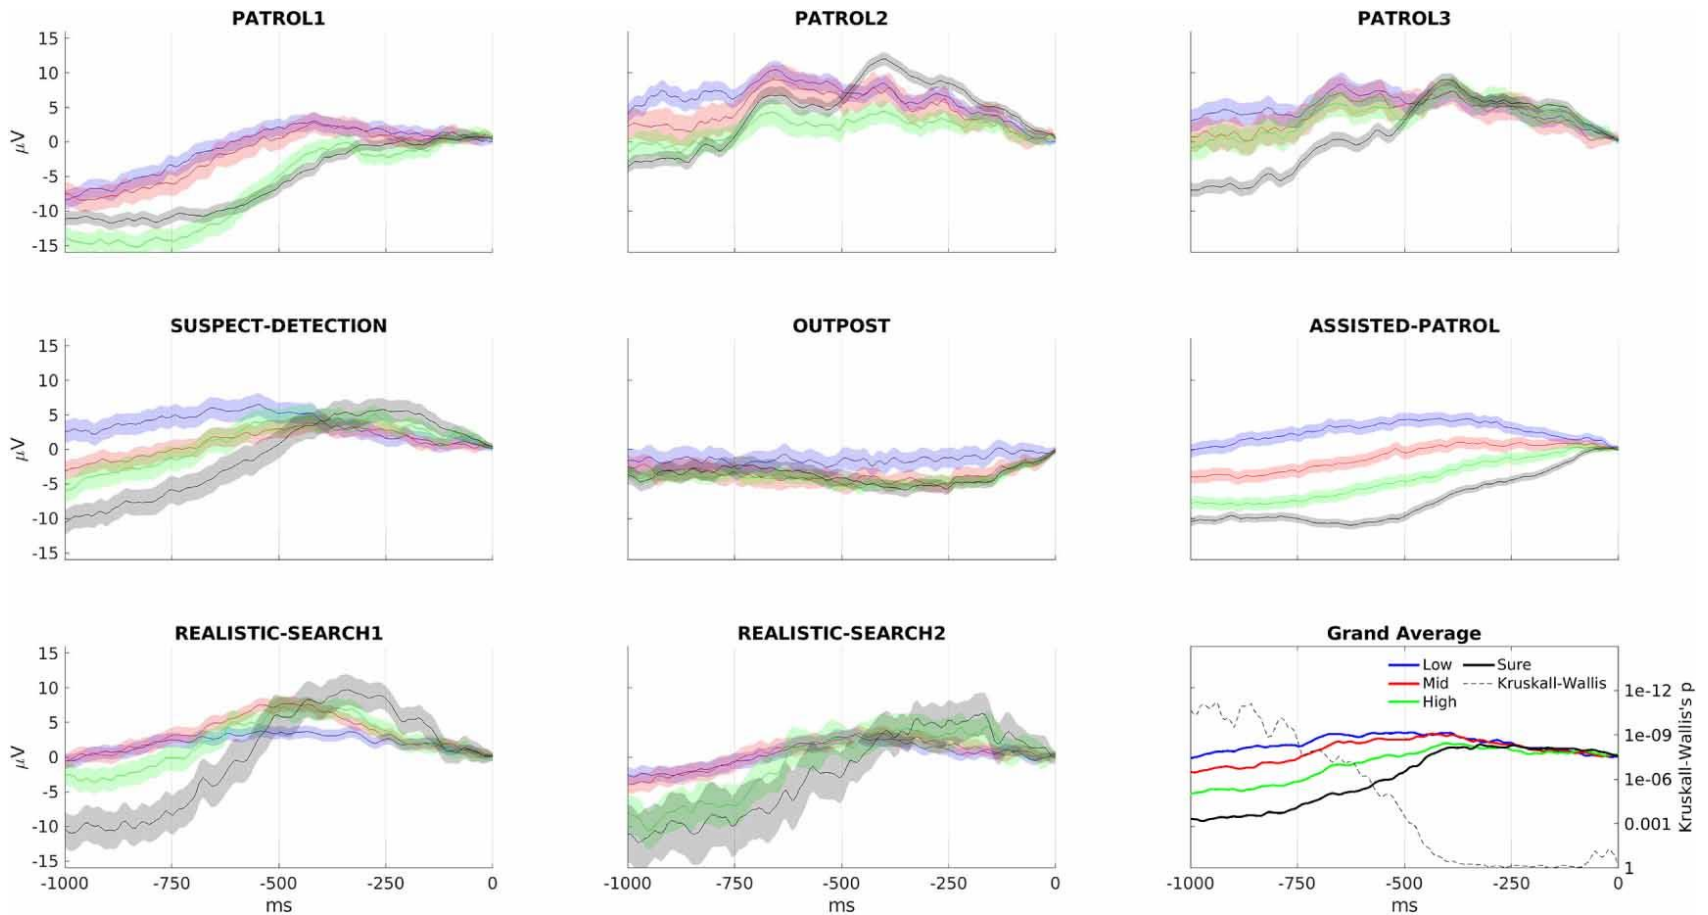 PATROL1 PATROL2 PATROL3
15
10
5
0
-5
-10
-15
µV
SUSPECT-DETECTION OUTPOST ASSISTED-PATROL
15
10
5
0
-5
-10
-15
µV
REALISTIC-SEARCH1 REALISTIC-SEARCH2 Grand Average
15
10
5
0
-5
-10
-15
µV
Low Sure
Mid Kruskall-Wallis
High
1e-12
1e-09
1e-06
0.001
1
Kruskall-Wallis's p
-1000 -750 -500 -250 0 -1000 -750 -500 -250 0 -1000 -750 -500 -250 0
ms ms ms